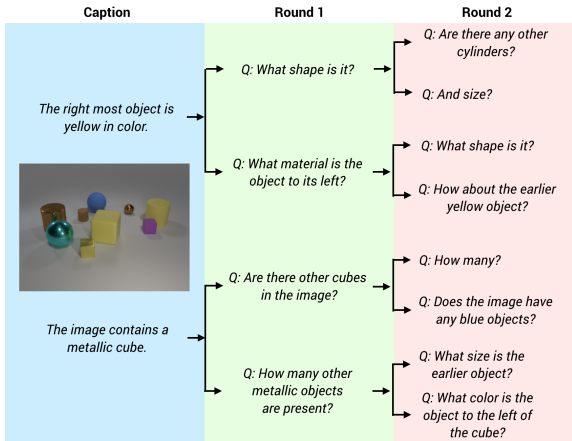 Caption
Round 1
Round 2
The right most object is
yellow in color.
Q: What shape is it?
Q: Are there any other
cylinders?
Q: And size?
Q: What material is the
object to its left?
Q: What shape is it?
Q: How about the earlier
yellow object?
The image contains a
metallic cube.
Q: Are there other cubes
in the image?
Q: How many?
Q: Does the image have
any blue objects?
Q: How many other
metallic objects
are present?
Q: What size is the
earlier object?
Q: What color is the
object to the left of
the cube?